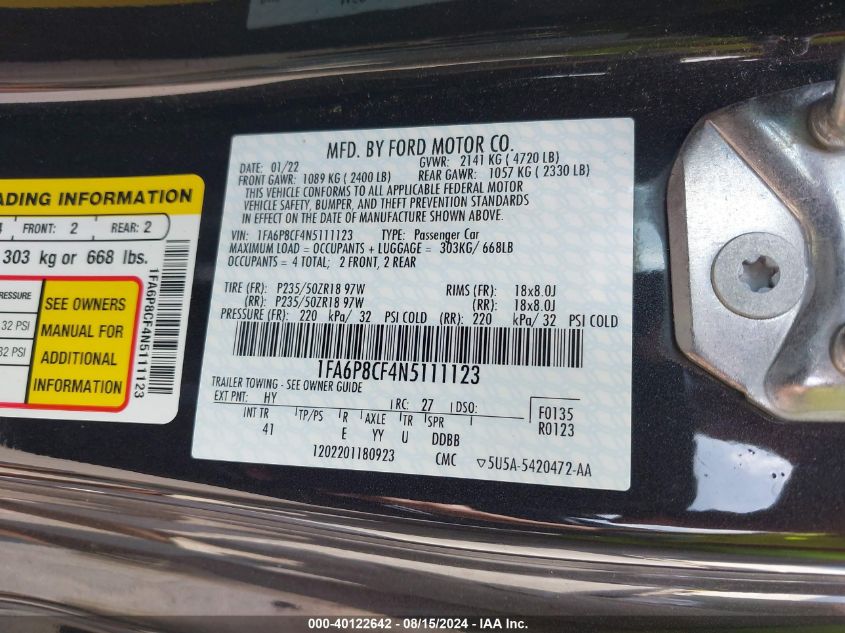 MFD. BY FORD MOTOR CO.
DATE: 01/22 GVWR: 2141 KG ( 4720 LB)
FRONT GAWR: 1089 KG ( 2400 LB) REAR GAWR: 1057 KG ( 2330 LB)
THIS VEHICLE CONFORMS TO ALL APPLICABLE FEDERAL MOTOR
VEHICLE SAFETY, BUMPER, AND THEFT PREVENTION STANDARDS
IN EFFECT ON THE DATE OF MANUFACTURE SHOWN ABOVE.
VIN: 1FA6P8CF4N5111123 TYPE: Passenger Car
MAXIMUM LOAD = OCCUPANTS + LUGGAGE = 303KG/ 668LB
OCCUPANTS = 4 TOTAL; 2 FRONT, 2 REAR
TIRE (FR): P235/50ZR18 97W RIMS (FR): 18x8.0J
(RR): P235/50ZR18 97W (RR): 18x8.0J
PRESSURE (FR): 220 kPa/ 32 PSI COLD (RR): 220 kPa/ 32 PSI COLD
1FA6P8CF4N5111123
TRAILER TOWING - SEE OWNER GUIDE
EXT PNT: HY RC: 27 DSO: F0135
INT TR TP/PS R AXLE TR SPR R0123
41 E YY U DDBB
1202201180923 CMC ▽5U5A-5420472-AA
ADING INFORMATION
FRONT: 2 REAR: 2
303 kg or 668 lbs.
RESSURE
32 PSI
32 PSI
SEE OWNERS
MANUAL FOR
ADDITIONAL
INFORMATION
1FA6P8CF4N5111123
000-40122642 - 08/15/2024 - IAA Inc.